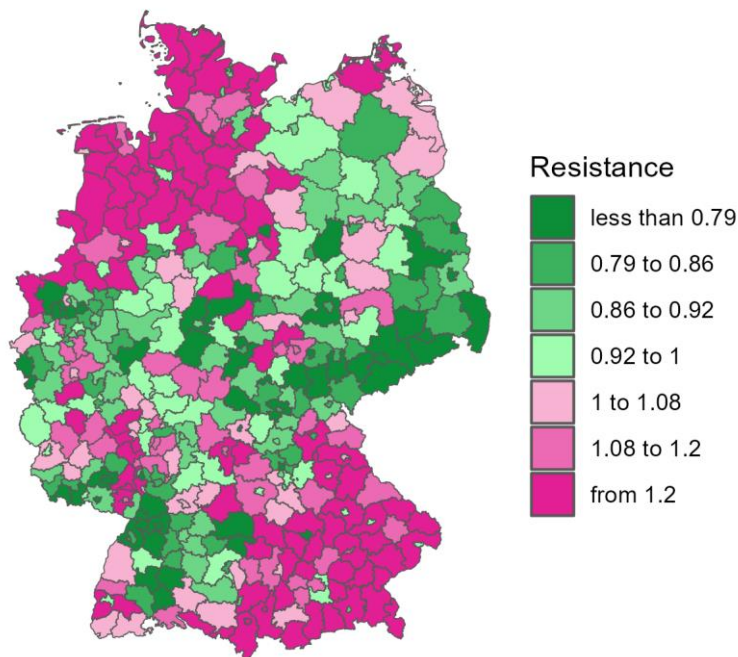 Resistance
less than 0.79
0.79 to 0.86
0.86 to 0.92
0.92 to 1
1 to 1.08
1.08 to 1.2
from 1.2